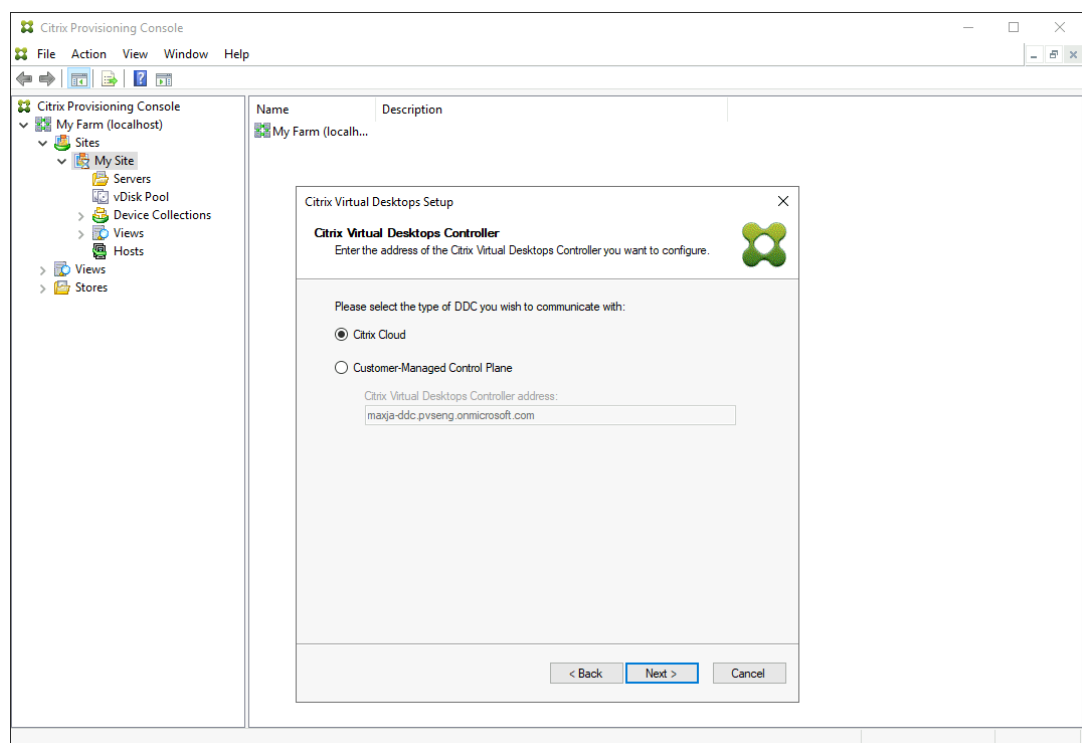 Citrix Provisioning Console
File Action View Window Help
Citrix Provisioning Console
My Farm (localhost)
Sites
My Site
Servers
vDisk Pool
Device Collections
Views
Hosts
Views
Stores
Name Description
My Farm (localh...
Citrix Virtual Desktops Setup
Citrix Virtual Desktops Controller
Enter the address of the Citrix Virtual Desktops Controller you want to configure.
Please select the type of DDC you wish to communicate with:
Citrix Cloud
Customer-Managed Control Plane
Citrix Virtual Desktops Controller address:
maxja-ddc.pvseng.onmicrosoft.com
< Back Next > Cancel